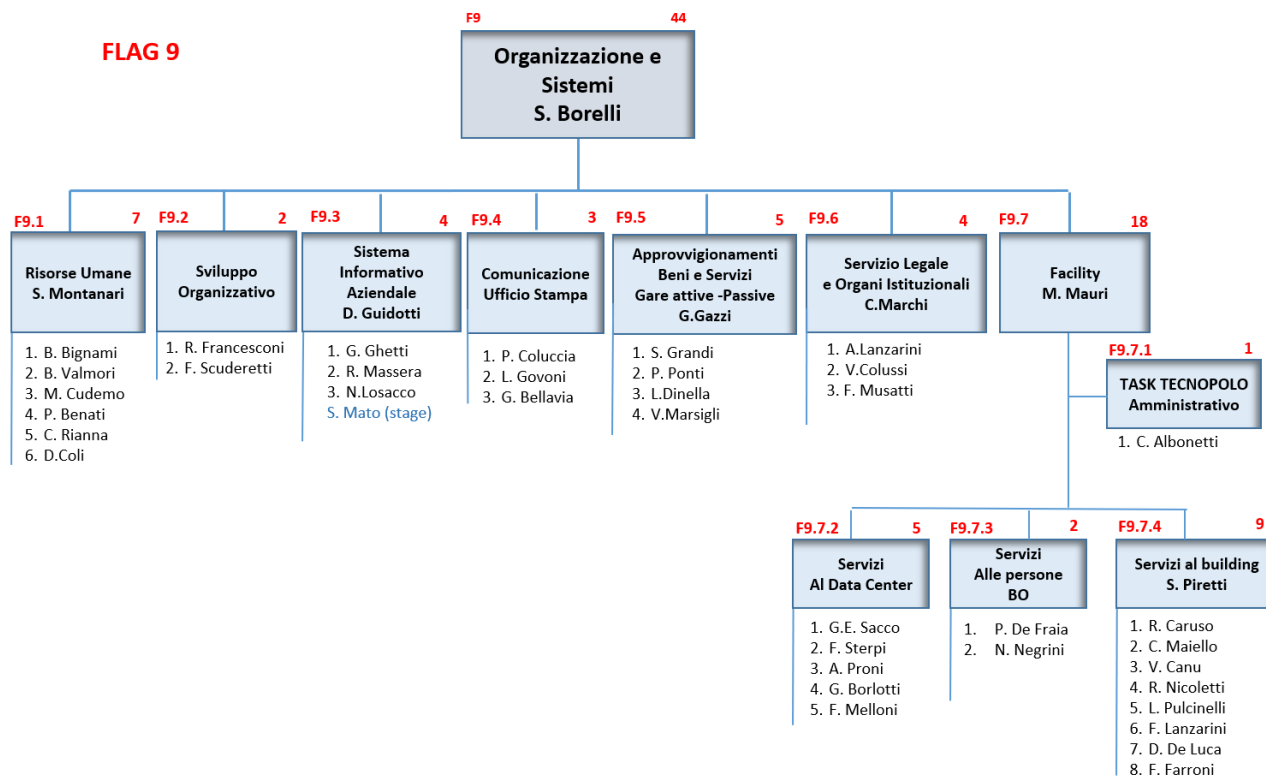 FLAG 9
F9 44
Organizzazione e
Sistemi
S. Borelli
F9.1 7
Risorse Umane
S. Montanari
1. B. Bignami
2. B. Valmori
3. M. Cudemo
4. P. Benati
5. C. Rianna
6. D.Coli
F9.2 2
Sviluppo
Organizzativo
1. R. Francesconi
2. F. Scuderetti
F9.3 4
Sistema
Informativo
Aziendale
D. Guidotti
1. G. Ghetti
2. R. Massera
3. N.Losacco
S. Mato (stage)
F9.4 3
Comunicazione
Ufficio Stampa
1. P. Coluccia
2. L. Govoni
3. G. Bellavia
F9.5 5
Approvvigionamenti
Beni e Servizi
Gare attive -Passive
G.Gazzi
1. S. Grandi
2. P. Ponti
3. L.Dinella
4. V.Marsigli
F9.6 4
Servizio Legale
e Organi Istituzionali
C.Marchi
1. A.Lanzarini
2. V.Colussi
3. F. Musatti
F9.7 18
Facility
M. Mauri
F9.7.1 1
TASK TECNOPOLO
Amministrativo
1. C. Albonetti
F9.7.2 5
Servizi
Al Data Center
1. G.E. Sacco
2. F. Sterpi
3. A. Proni
4. G. Borlotti
5. F. Melloni
F9.7.3 2
Servizi
Alle persone
BO
1. P. De Fraia
2. N. Negrini
F9.7.4 9
Servizi al building
S. Piretti
1. R. Caruso
2. C. Maiello
3. V. Canu
4. R. Nicoletti
5. L. Pulcinelli
6. F. Lanzarini
7. D. De Luca
8. F. Farroni